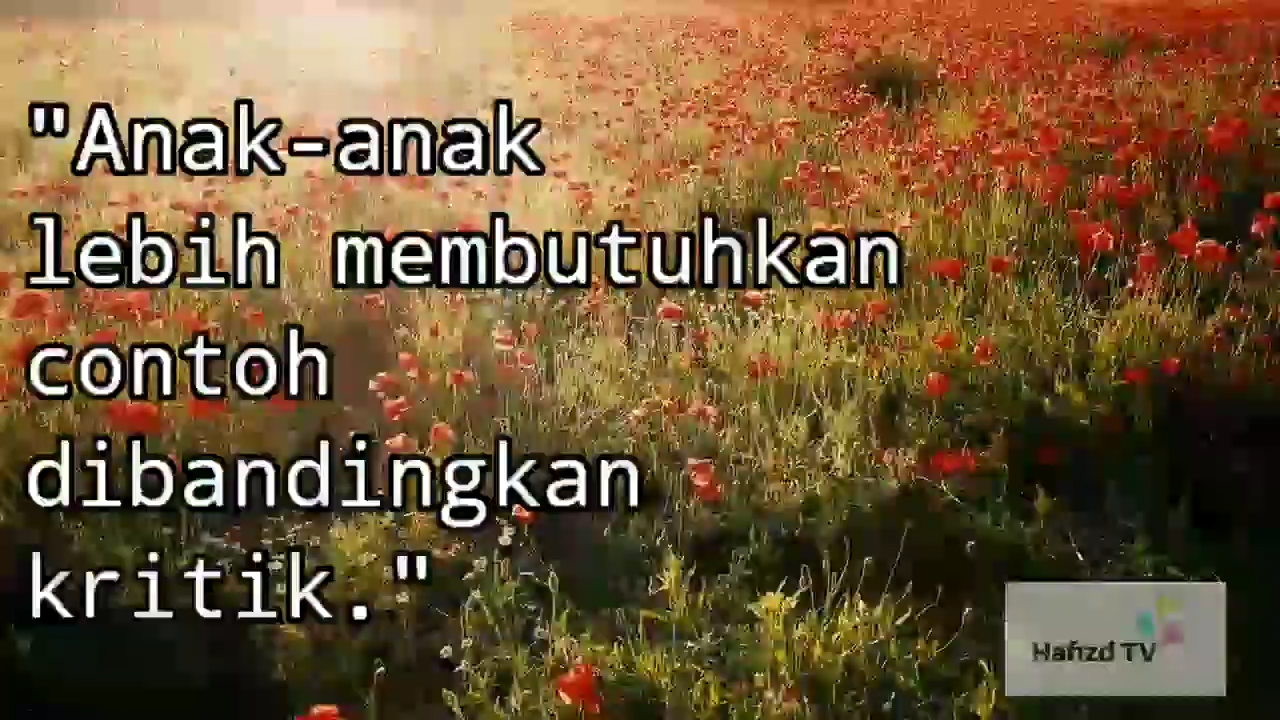 "Anak-anak
lebih membutuhkan
contoh
dibandingkan
kritik."
Hafizd TV